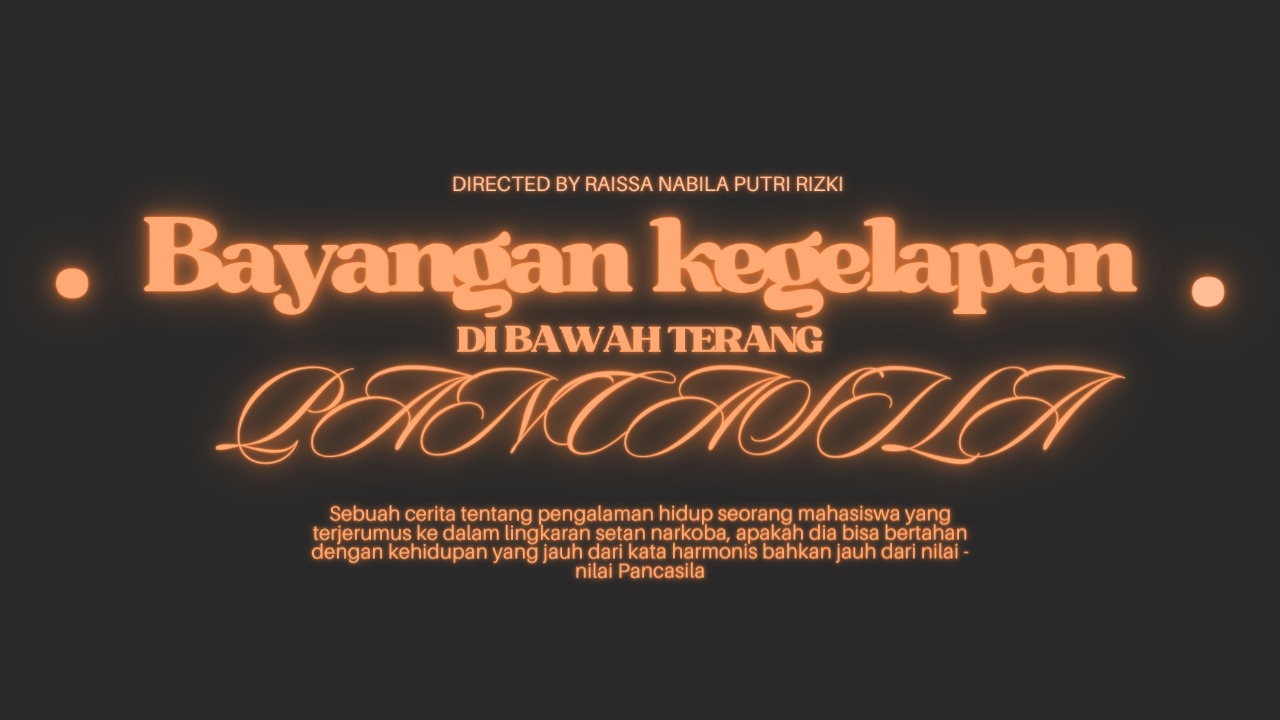 DIRECTED BY RAISSA NABILA PUTRI RIZKI
Bayangan kegelapan
DI BAWAH TERANG
PANCASILA
Sebuah cerita tentang pengalaman hidup seorang mahasiswa yang
terjerumus ke dalam lingkaran setan narkoba, apakah dia bisa bertahan
dengan kehidupan yang jauh dari kata harmonis bahkan jauh dari nilai -
nilai Pancasila